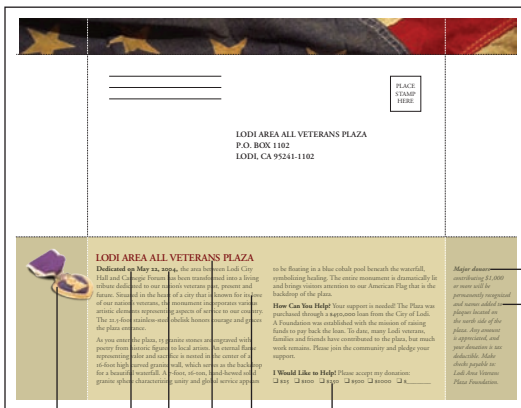 PLACE
STAMP
HERE
LODI AREA ALL VETERANS PLAZA
P.O. BOX 1102
LODI, CA 95241-1102
LODI AREA ALL VETERANS PLAZA
Dedicated on May 22, 2004, the area between Lodi City
Hall and Carnegie Forum has been transformed into a living
tribute dedicated to our nation's veterans past, present and
future. Situated in the heart of a city that is known for its love
of our nation's veterans, the monument incorporates various
artistic elements representing aspects of service to our country.
The 21.5-foot stainless-steel obelisk honors courage and graces
the plaza entrance.
As you enter the plaza, 13 granite stones are engraved with
poetry from historic figures to local artists. An eternal flame
representing valor and sacrifice is nested in the center of a
16-foot high curved granite wall, which serves as the backdrop
for a beautiful waterfall. A 7-foot, 16-ton, hand-hewed solid
granite sphere characterizing unity and global service appears
to be floating in a blue cobalt pool beneath the waterfall,
symbolizing healing. The entire monument is dramatically lit
and brings visitors attention to our American Flag that is the
backdrop of the plaza.
How Can You Help? Your support is needed! The Plaza was
purchased through a $450,000 loan from the City of Lodi.
A Foundation was established with the mission of raising
funds to pay back the loan. To date, many Lodi veterans,
families and friends have contributed to the plaza, but much
work remains. Please join the community and pledge your
support.
I Would Like to Help! Please accept my donation:
❑ $25 ❑ $100 ❑ $250 ❑ $500 ❑ $1000 ❑ $______
Major donors
contributing $1,000
or more will be
permanently recognized
and names added to
plaques located on
the north side of the
plaza. Any amount
is appreciated, and
your donation is tax
deductible. Make
checks payable to:
Lodi Area Veterans
Plaza Foundation.